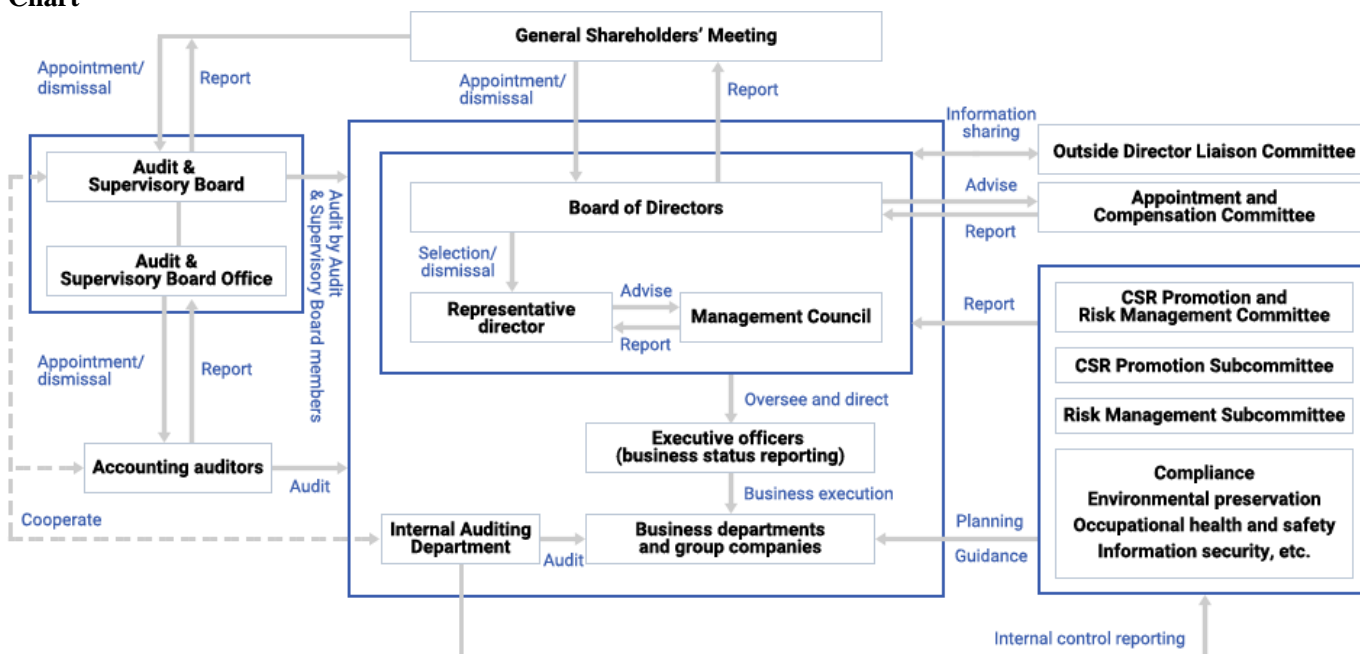 Chart
General Shareholders' Meeting
Appointment/
dismissal
Report
Appointment/
dismissal
Report
Information
sharing
Outside Director Liaison Committee
Audit &
Supervisory Board
Audit by Audit
& Supervisory Board members
Board of Directors
Advise
Report
Appointment and
Compensation Committee
Audit &
Supervisory Board Office
Selection/
dismissal
Representative
director
Advise
Report
Management Council
Report
CSR Promotion and
Risk Management Committee
CSR Promotion Subcommittee
Risk Management Subcommittee
Appointment/
dismissal
Report
Oversee and direct
Executive officers
(business status reporting)
Accounting auditors
Audit
Business execution
Compliance
Environmental preservation
Occupational health and safety
Information security, etc.
Cooperate
Internal Auditing
Department
Audit
Business departments
and group companies
Planning
Guidance
Internal control reporting